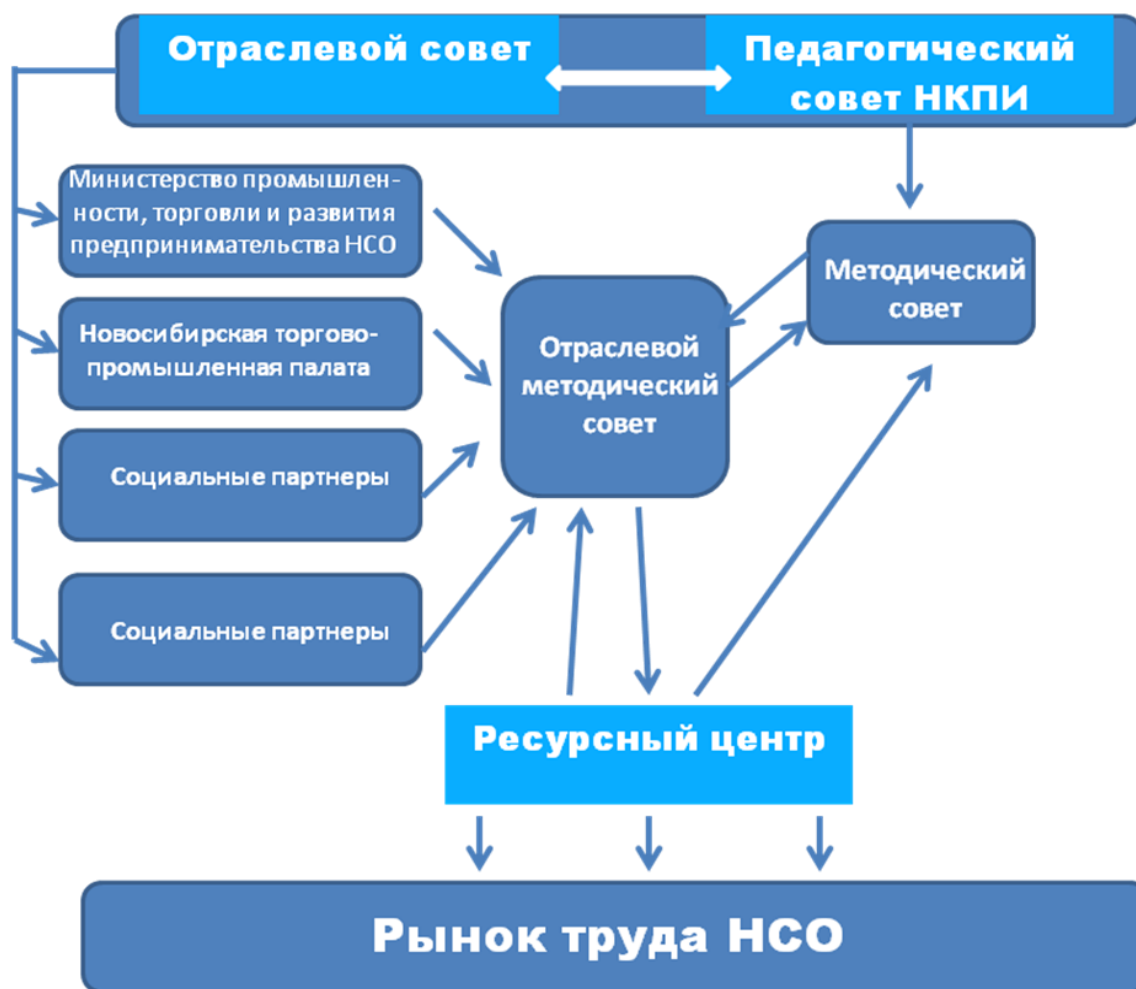 Отраслевой совет
Педагогический
совет НКПИ
Министерство промышлен-
ности, торговли и развития
предпринимательства НСО
Методический
совет
Новосибирская торгово-
промышленная палата
Отраслевой
методический
совет
Социальные партнеры
Социальные партнеры
Ресурсный центр
Рынок труда НСО